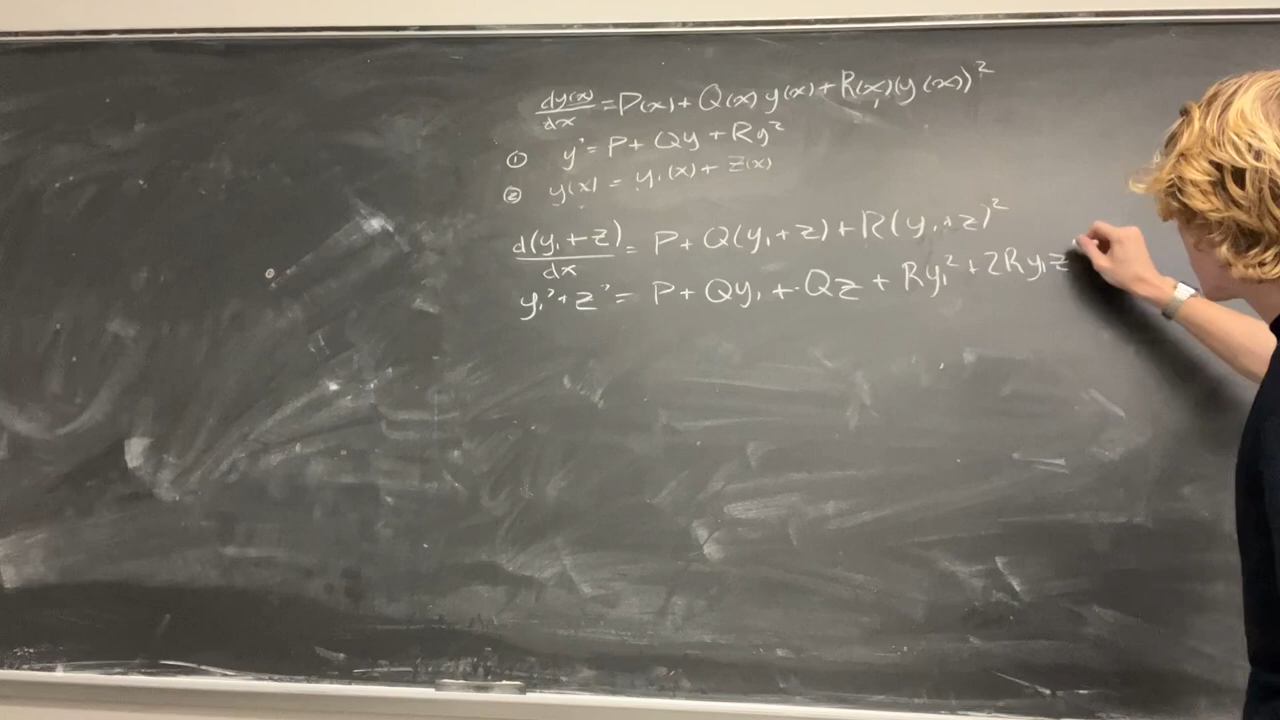 dy(x)/dx = P(x) + Q(x) y(x) + R(x)(y(x))²
① y' = P + Qy + Ry²
② y(x) = y₁(x) + z(x)
d(y₁+z)/dx = P + Q(y₁+z) + R(y₁+z)²
y₁' + z' = P + Qy₁ + Qz + Ry₁² + 2Ry₁z